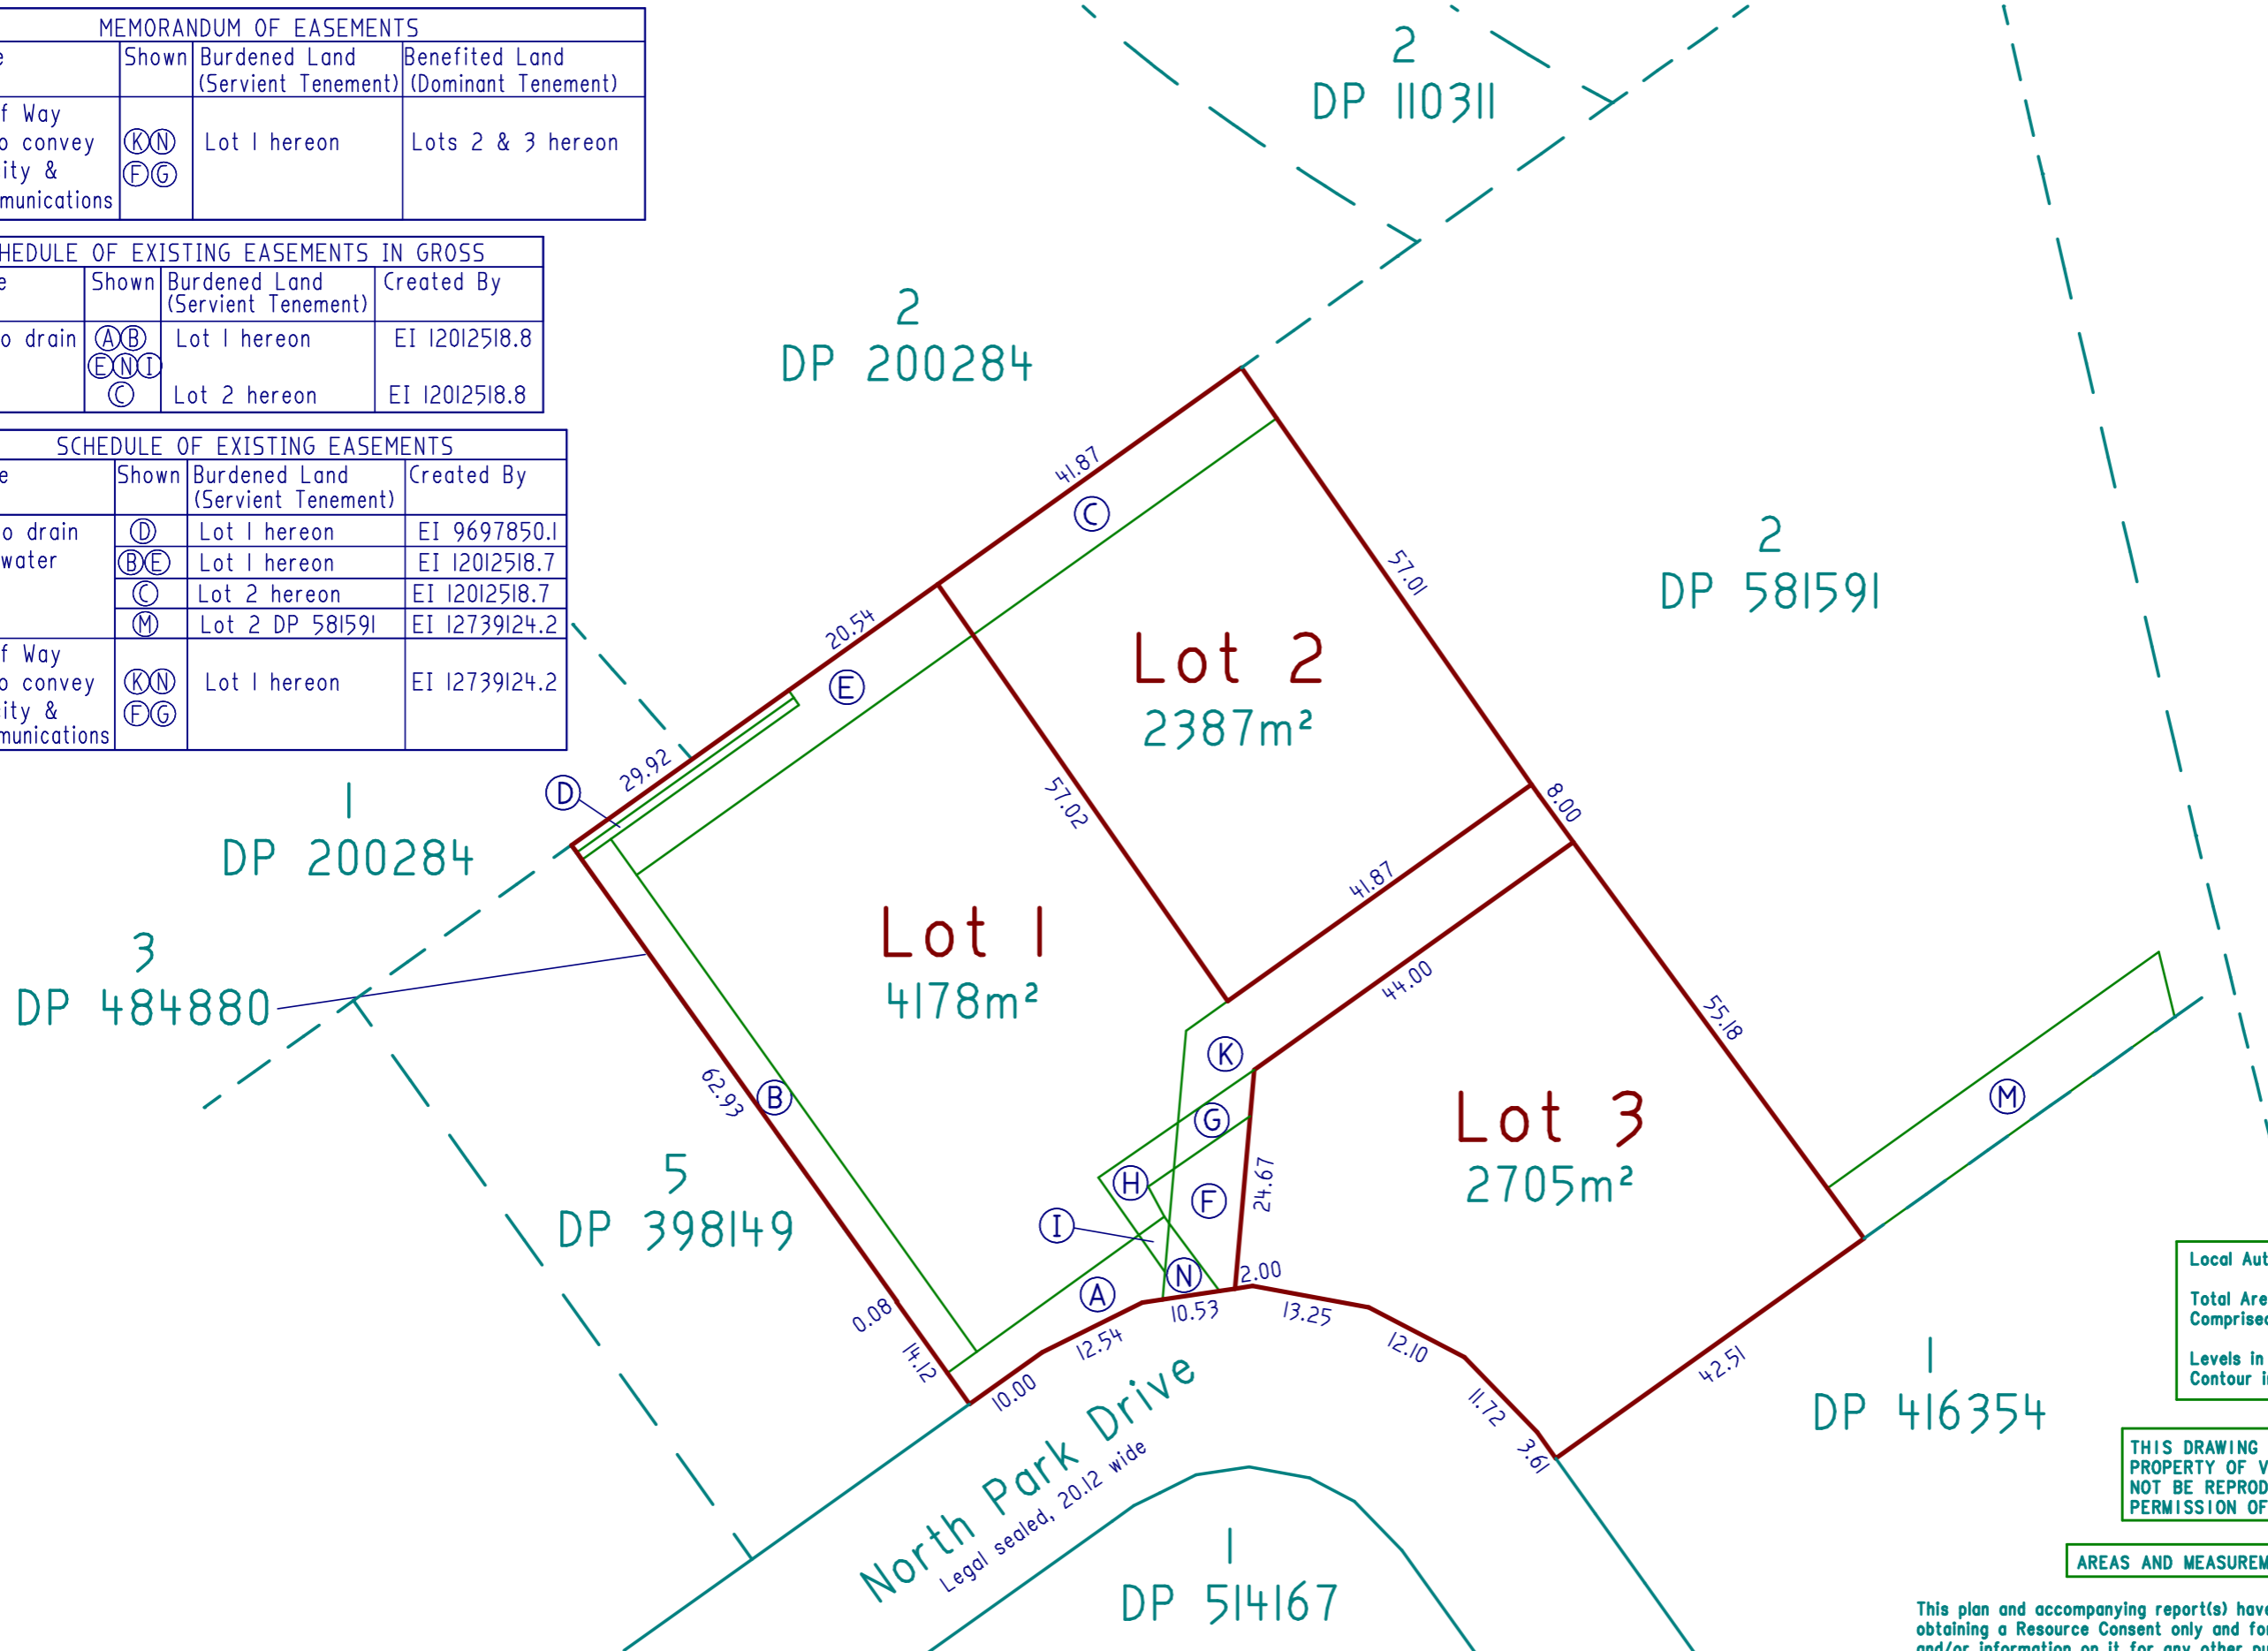 MEMORANDUM OF EASEMENTS
Shown Burdened Land (Servient Tenement) Benefited Land (Dominant Tenement)
f Way
o convey K N Lot 1 hereon Lots 2 & 3 hereon
ity & F G
munications
HEDULE OF EXISTING EASEMENTS IN GROSS
Shown Burdened Land (Servient Tenement) Created By
o drain A B Lot 1 hereon EI 12012518.8
E N I
C Lot 2 hereon EI 12012518.8
SCHEDULE OF EXISTING EASEMENTS
Shown Burdened Land (Servient Tenement) Created By
o drain D Lot 1 hereon EI 9697850.1
water B E Lot 1 hereon EI 12012518.7
C Lot 2 hereon EI 12012518.7
M Lot 2 DP 581591 EI 12739124.2
f Way
o convey K N Lot 1 hereon EI 12739124.2
ity & F G
munications
2
DP 110311
2
DP 200284
41.87
C
57.01
2
DP 581591
20.54
E
Lot 2
2387m²
29.92
D
57.02
8.00
1
DP 200284
41.87
3
DP 484880
Lot 1
4178m²
44.00
55.18
K
62.93
B
G
Lot 3
2705m²
M
5
DP 398149
H
F
24.67
I
N
2.00
A
0.08
10.53
13.25
14.12
12.54
12.10
10.00
11.72
3.61
42.51
1
DP 416354
North Park Drive
Legal sealed, 20.12 wide
1
DP 514167
Local Aut
Total Are
Comprise
Levels in
Contour i
THIS DRAWING
PROPERTY OF V
NOT BE REPROD
PERMISSION OF
AREAS AND MEASUREM
This plan and accompanying report(s) have
obtaining a Resource Consent only and fo
and/or information on it for any other pu